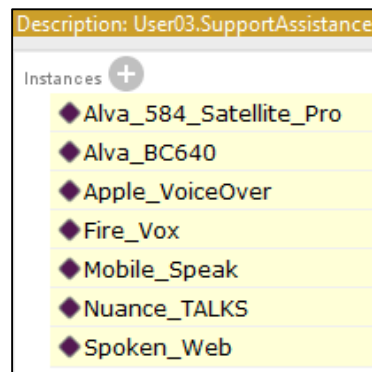 Description: User03.SupportAssistance
Instances
Alva_584_Satellite_Pro
Alva_BC640
Apple_VoiceOver
Fire_Vox
Mobile_Speak
Nuance_TALKS
Spoken_Web